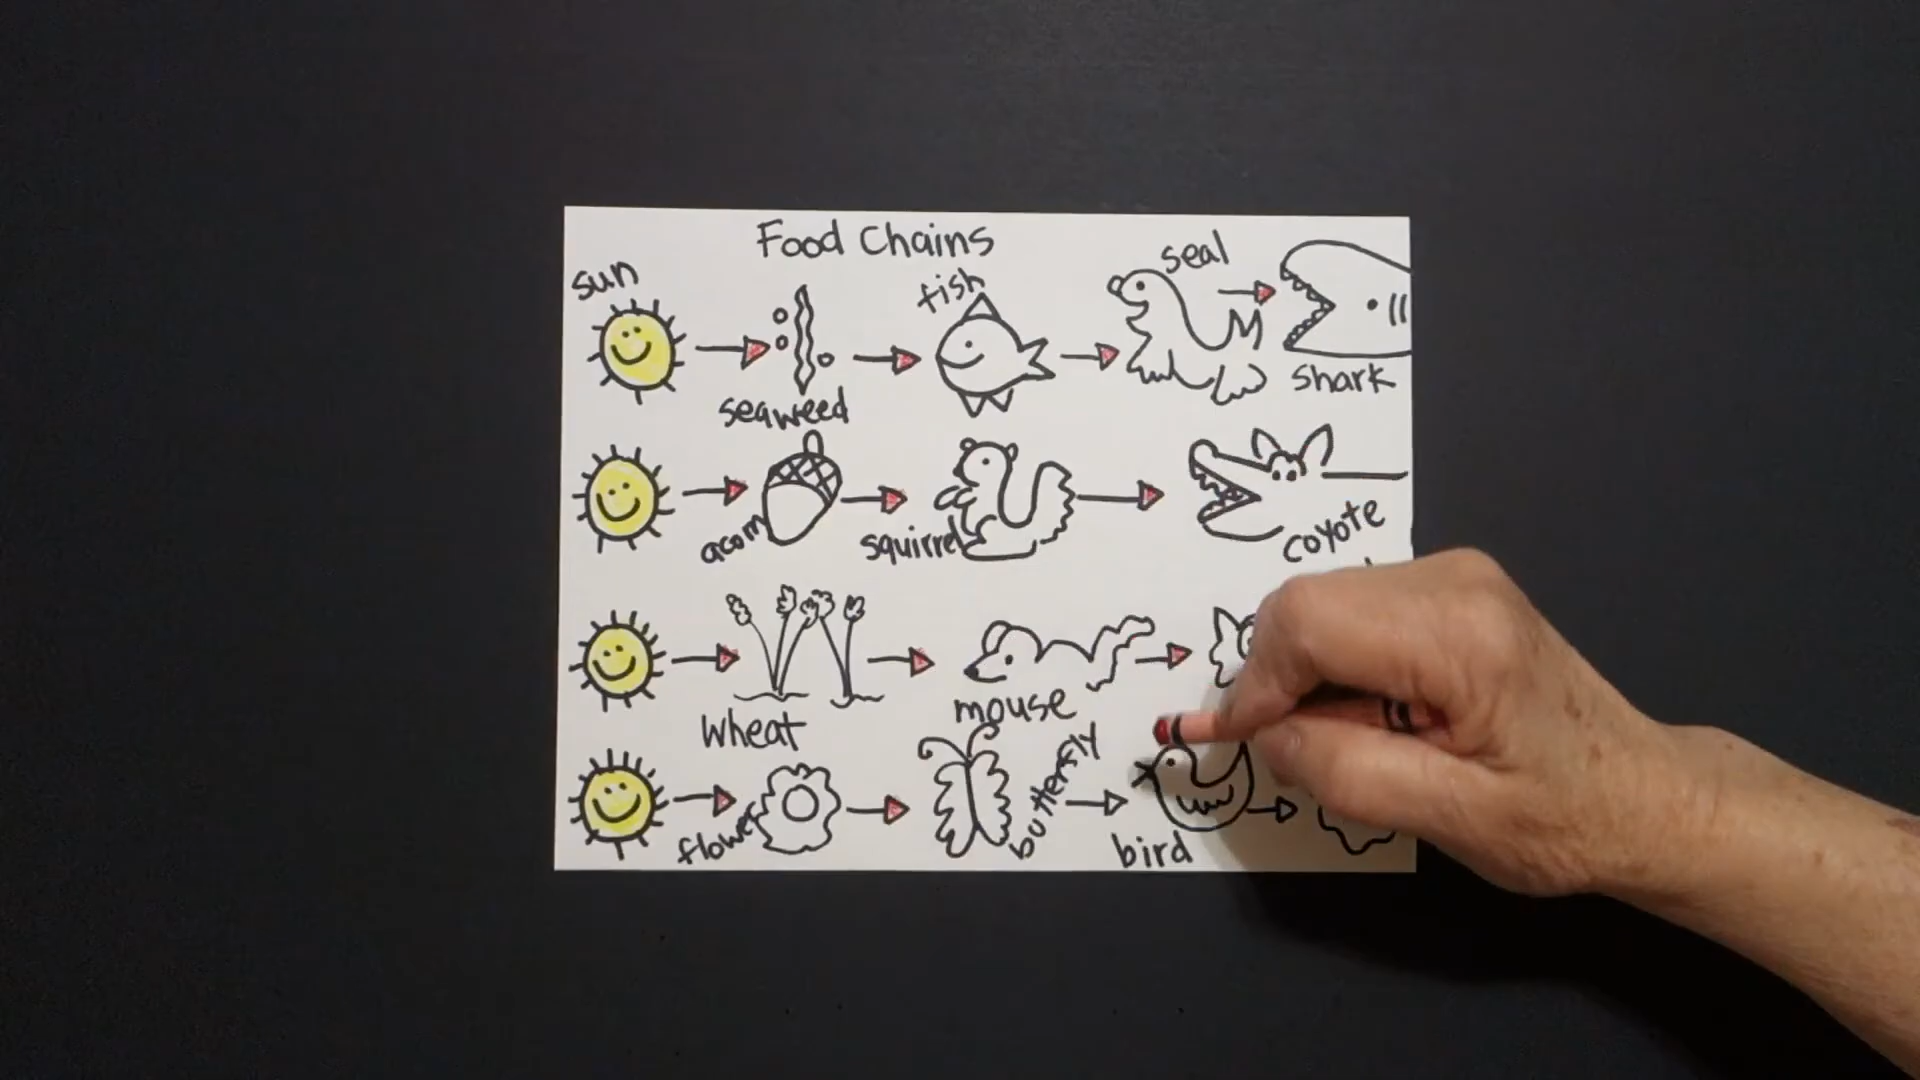 Food Chains
sun
seaweed
fish
seal
shark
acorn
squirrel
coyote
wheat
mouse
flower
butterfly
bird